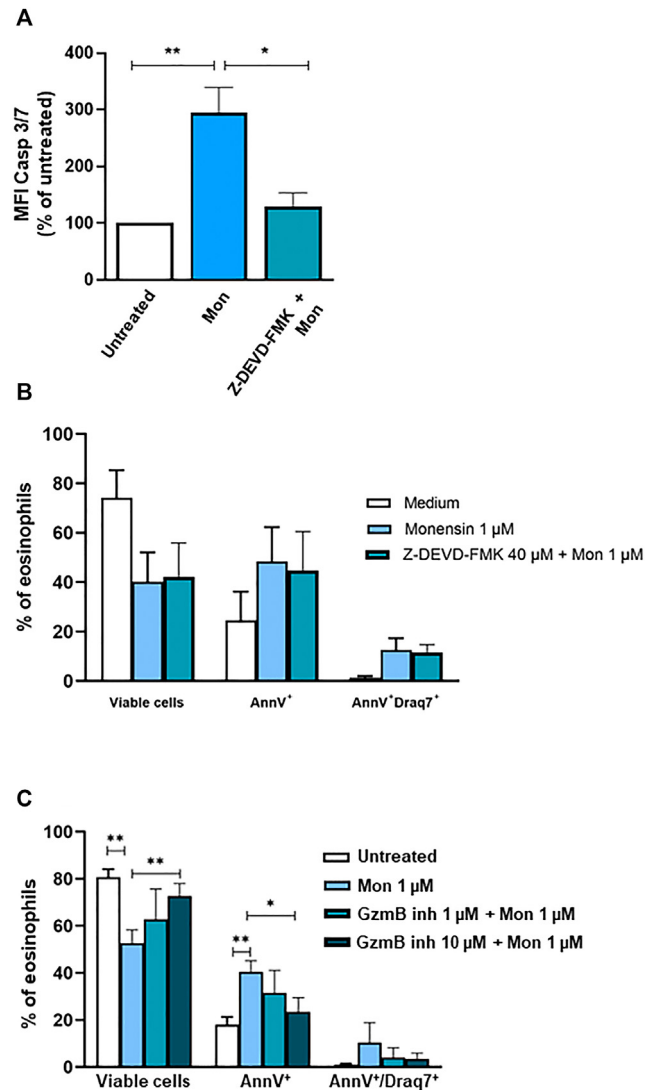 A
MFI Casp 3/7
(% of untreated)
400
300
200
100
0
**
*
Untreated
Mon
Z-DEVD-FMK +
Mon
B
% of eosinophils
100
80
60
40
20
0
Medium
Monensin 1 µM
Z-DEVD-FMK 40 µM + Mon 1 µM
Viable cells
AnnV+
AnnV+Draq7+
C
% of eosinophils
100
80
60
40
20
0
**
**
**
*
Untreated
Mon 1 µM
GzmB inh 1 µM + Mon 1 µM
GzmB inh 10 µM + Mon 1 µM
Viable cells
AnnV+
AnnV+/Draq7+